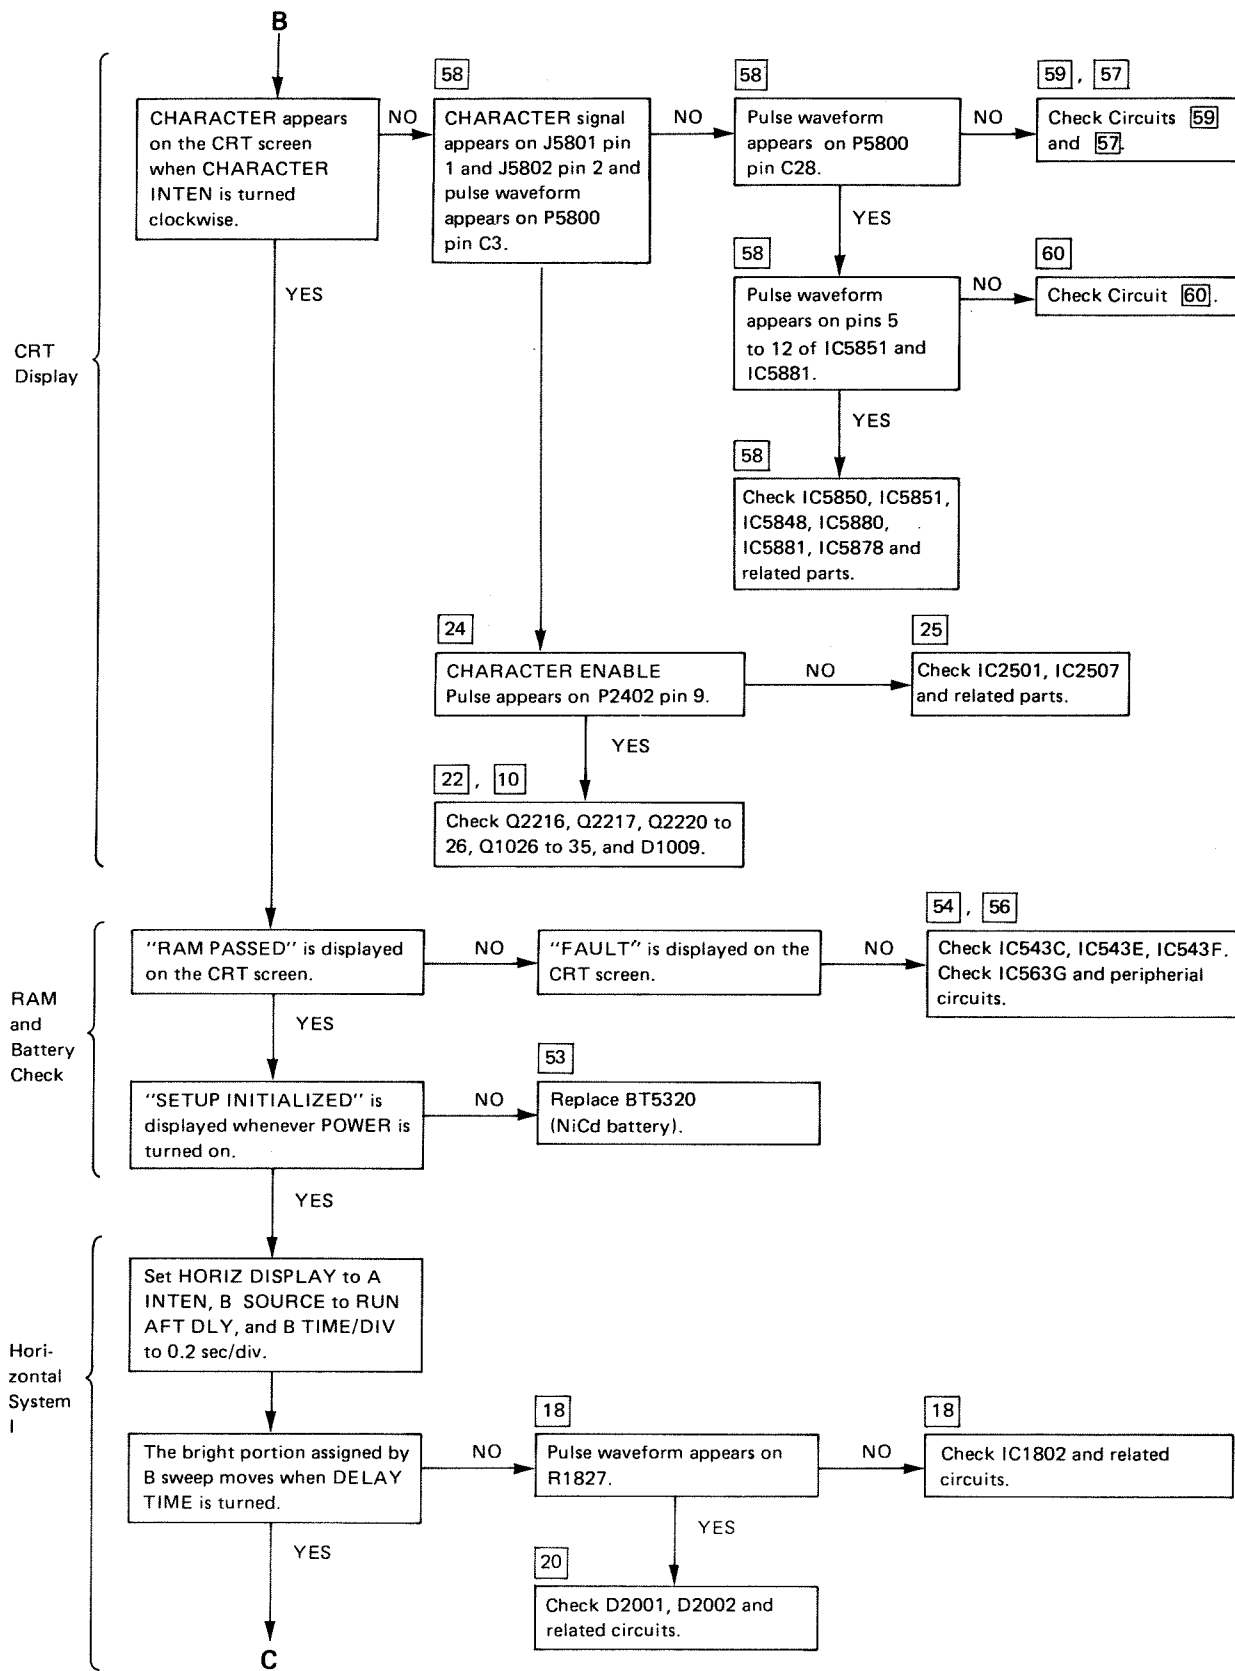 B
58
58
59 , 57
CHARACTER appears
on the CRT screen
when CHARACTER
INTEN is turned
clockwise.
NO
CHARACTER signal
appears on J5801 pin
1 and J5802 pin 2 and
pulse waveform
appears on P5800
pin C3.
NO
Pulse waveform
appears on P5800
pin C28.
NO
Check Circuits 59
and 57.
YES
YES
58
60
Pulse waveform
appears on pins 5
to 12 of IC5851 and
IC5881.
NO
Check Circuit 60.
CRT
Display
YES
58
Check IC5850, IC5851,
IC5848, IC5880,
IC5881, IC5878 and
related parts.
24
25
CHARACTER ENABLE
Pulse appears on P2402 pin 9.
NO
Check IC2501, IC2507
and related parts.
YES
22 , 10
Check Q2216, Q2217, Q2220 to
26, Q1026 to 35, and D1009.
54 , 56
"RAM PASSED" is displayed
on the CRT screen.
NO
"FAULT" is displayed on the
CRT screen.
NO
Check IC543C, IC543E, IC543F.
Check IC563G and peripherial
circuits.
RAM
and
Battery
Check
YES
53
"SETUP INITIALIZED" is
displayed whenever POWER is
turned on.
NO
Replace BT5320
(NiCd battery).
YES
Set HORIZ DISPLAY to A
INTEN, B SOURCE to RUN
AFT DLY, and B TIME/DIV
to 0.2 sec/div.
Hori-
zontal
System
I
18
18
The bright portion assigned by
B sweep moves when DELAY
TIME is turned.
NO
Pulse waveform appears on
R1827.
NO
Check IC1802 and related
circuits.
YES
YES
20
Check D2001, D2002 and
related circuits.
C